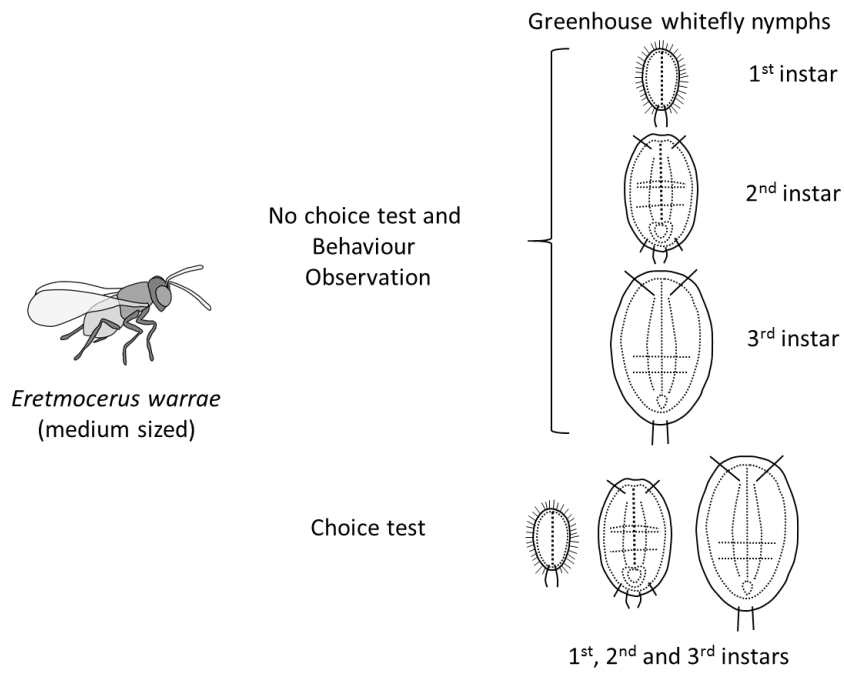 Greenhouse whitefly nymphs
1st instar
2nd instar
No choice test and
Behaviour
Observation
3rd instar
Eretmocerus warrae
(medium sized)
Choice test
1st, 2nd and 3rd instars